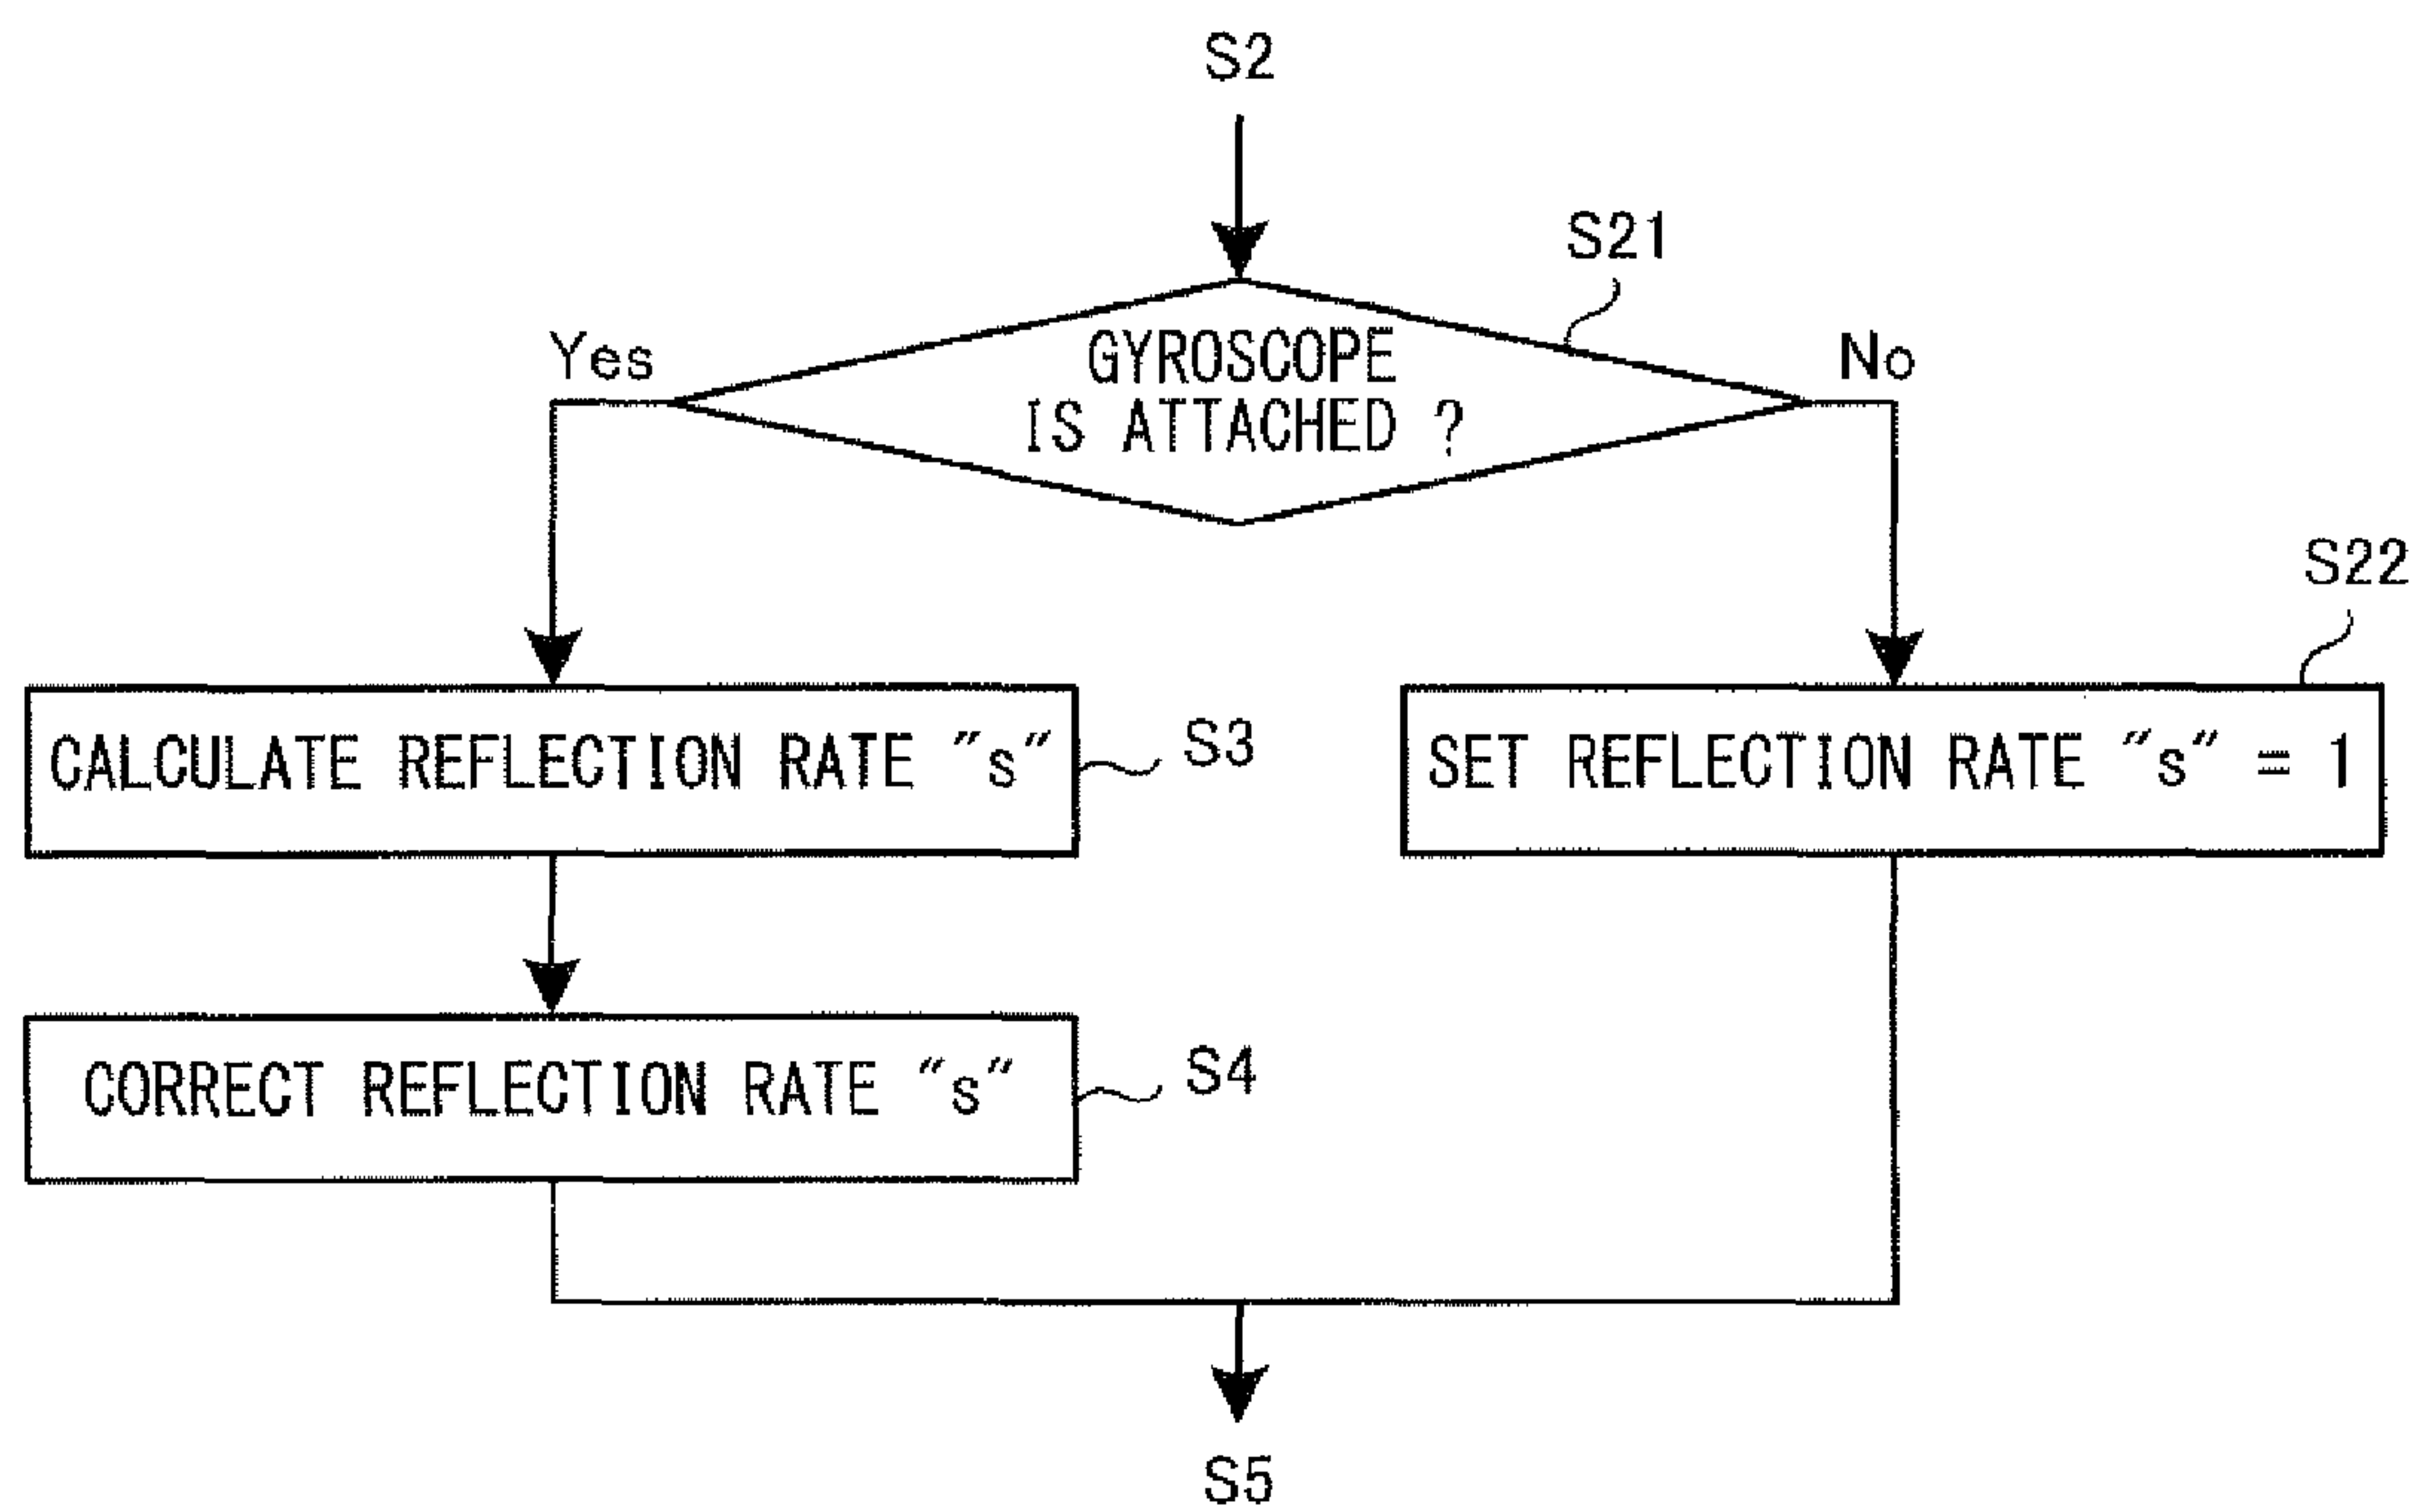 S2
S21
Yes
GYROSCOPE
IS ATTACHED ?
No
S22
CALCULATE REFLECTION RATE "s"
S3
SET REFLECTION RATE "s" = 1
CORRECT REFLECTION RATE "s"
S4
S5